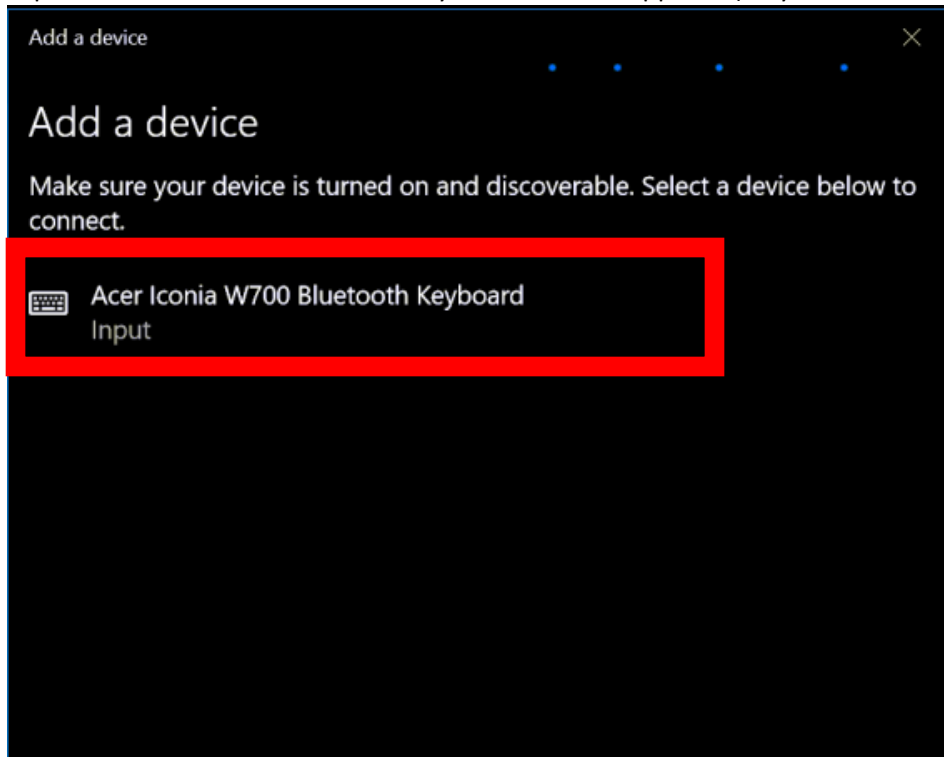 Add a device
Add a device
Make sure your device is turned on and discoverable. Select a device below to
connect.
Acer Iconia W700 Bluetooth Keyboard
Input